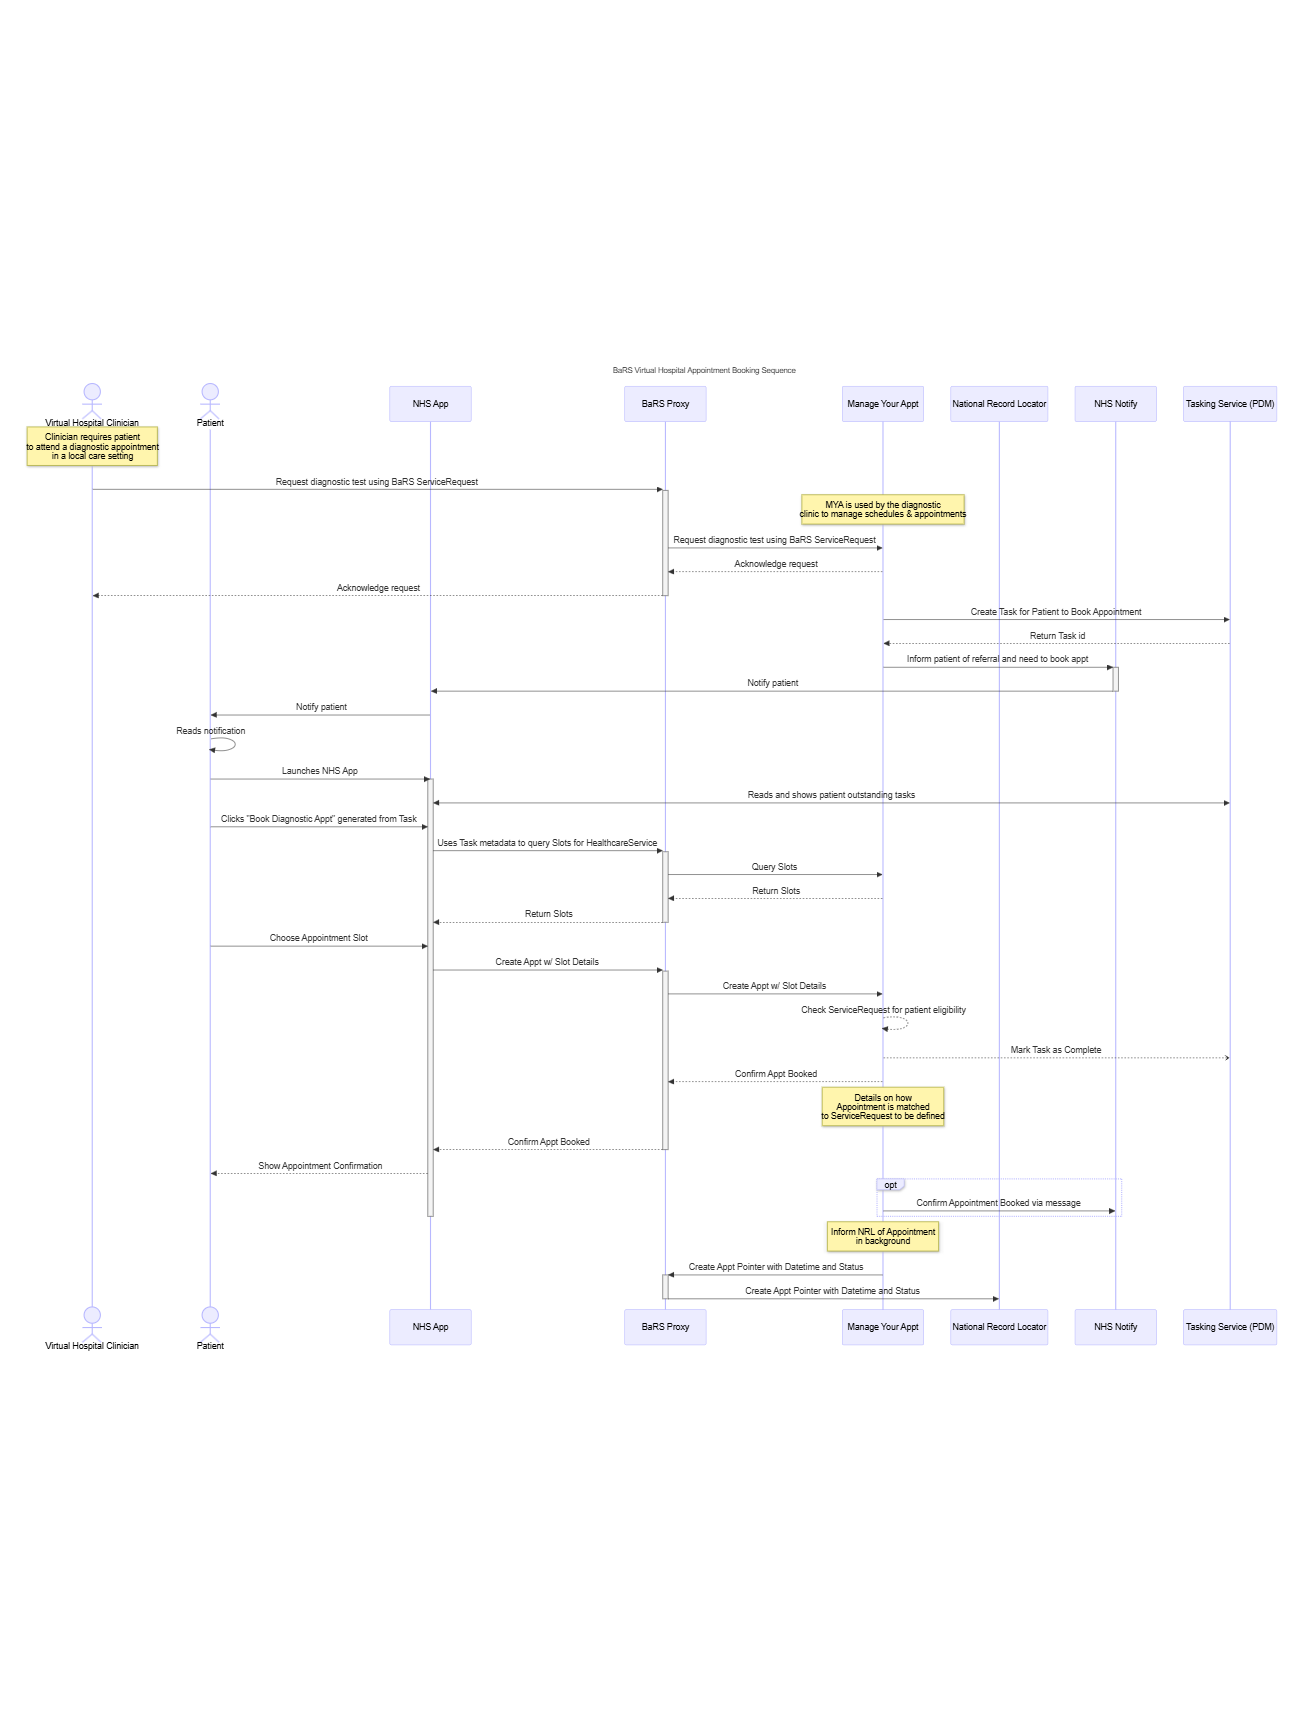 BaRS Virtual Hospital Appointment Booking Sequence
Virtual Hospital Clinician
Patient
NHS App
BaRS Proxy
Manage Your Appt
National Record Locator
NHS Notify
Tasking Service (PDM)
Clinician requires patient
to attend a diagnostic appointment
in a local care setting
Request diagnostic test using BaRS ServiceRequest
MYA is used by the diagnostic
clinic to manage schedules & appointments
Request diagnostic test using BaRS ServiceRequest
Acknowledge request
Acknowledge request
Create Task for Patient to Book Appointment
Return Task id
Inform patient of referral and need to book appt
Notify patient
Notify patient
Reads notification
Launches NHS App
Reads and shows patient outstanding tasks
Clicks "Book Diagnostic Appt" generated from Task
Uses Task metadata to query Slots for HealthcareService
Query Slots
Return Slots
Return Slots
Choose Appointment Slot
Create Appt w/ Slot Details
Create Appt w/ Slot Details
Check ServiceRequest for patient eligibility
Mark Task as Complete
Confirm Appt Booked
Details on how
Appointment is matched
to ServiceRequest to be defined
Confirm Appt Booked
Show Appointment Confirmation
opt
Confirm Appointment Booked via message
Inform NRL of Appointment
in background
Create Appt Pointer with Datetime and Status
Create Appt Pointer with Datetime and Status
Virtual Hospital Clinician
Patient
NHS App
BaRS Proxy
Manage Your Appt
National Record Locator
NHS Notify
Tasking Service (PDM)